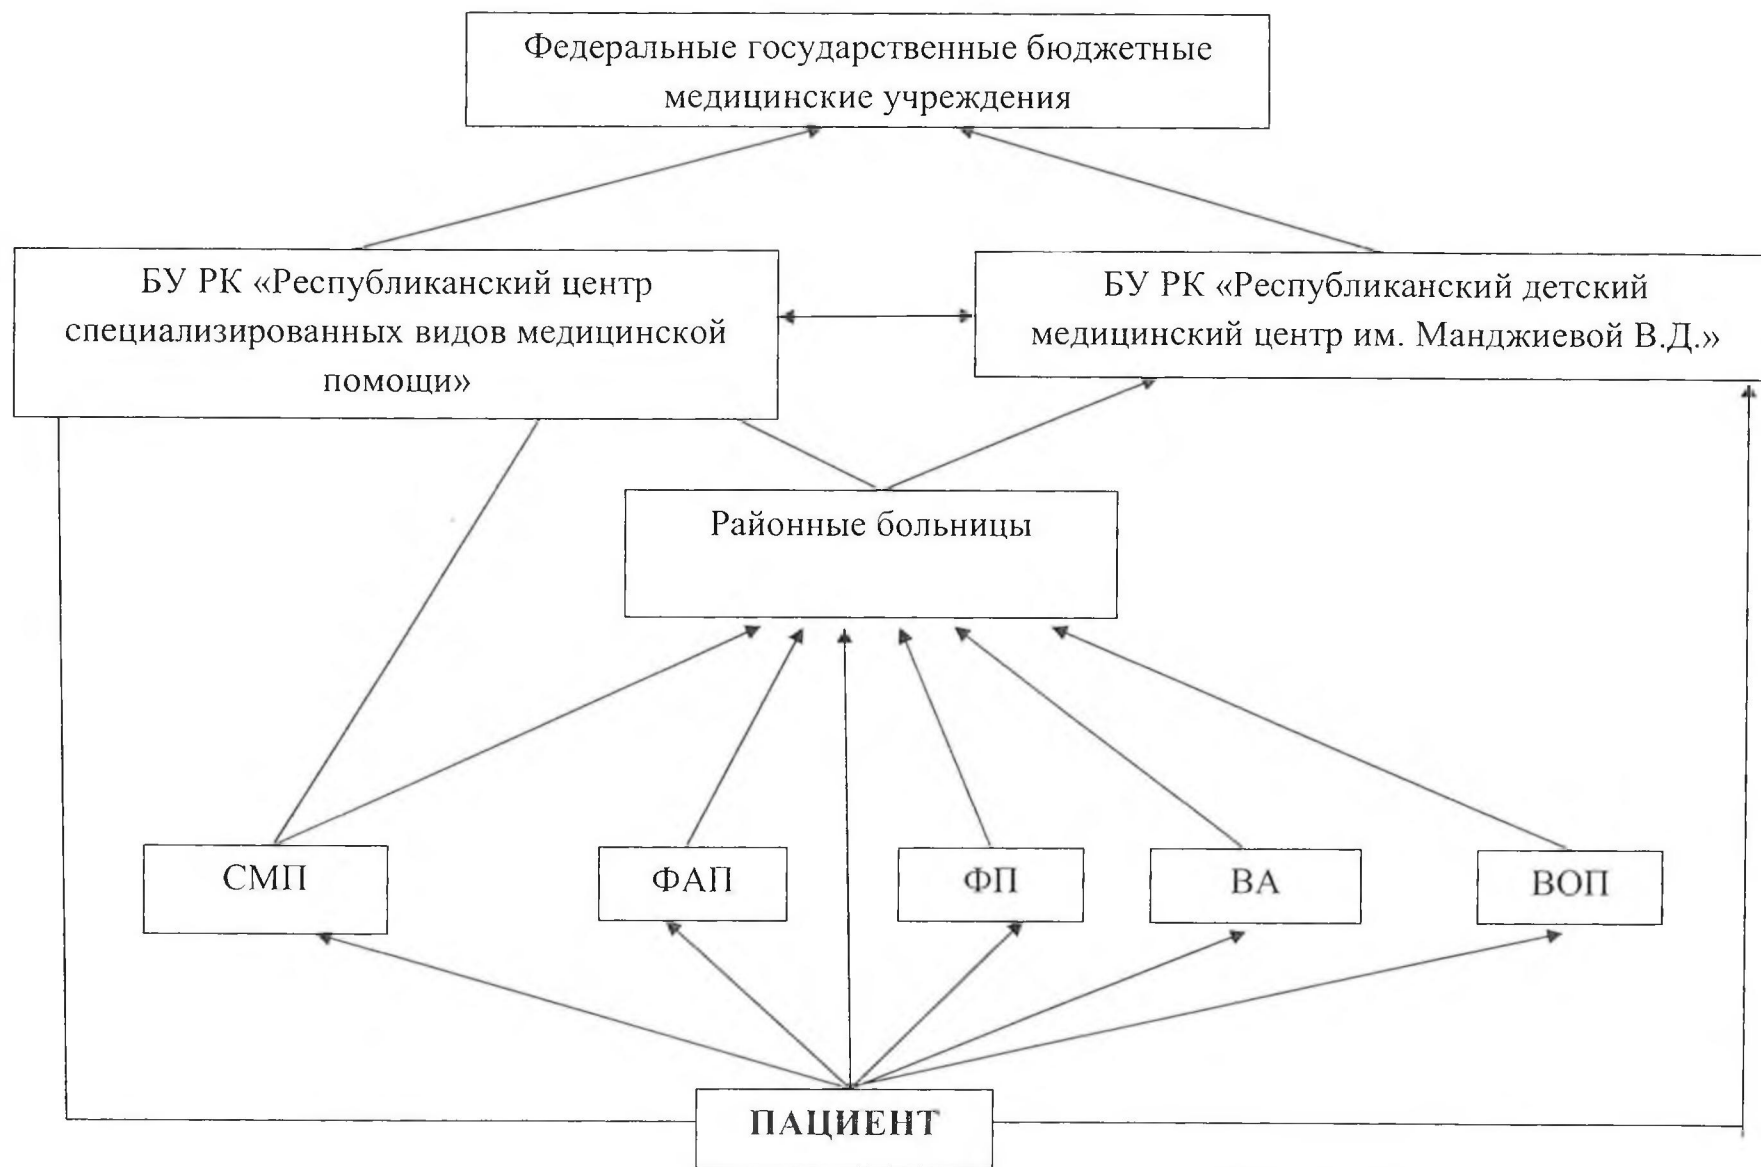 Федеральные государственные бюджетные
медицинские учреждения
БУ РК «Республиканский центр
специализированных видов медицинской
помощи»
БУ РК «Республиканский детский
медицинский центр им. Манджиевой В.Д.»
Районные больницы
СМП
ФАП
ФП
ВА
ВОП
ПАЦИЕНТ